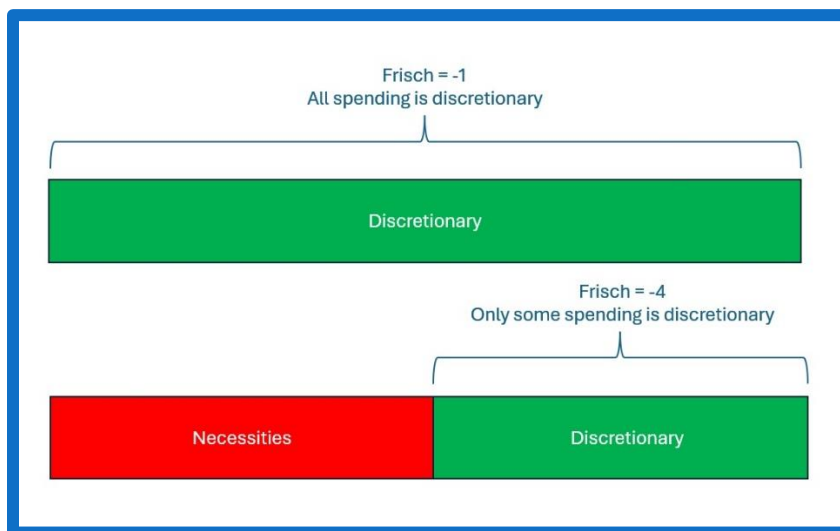 Frisch = -1
All spending is discretionary
Discretionary
Frisch = -4
Only some spending is discretionary
Necessities
Discretionary